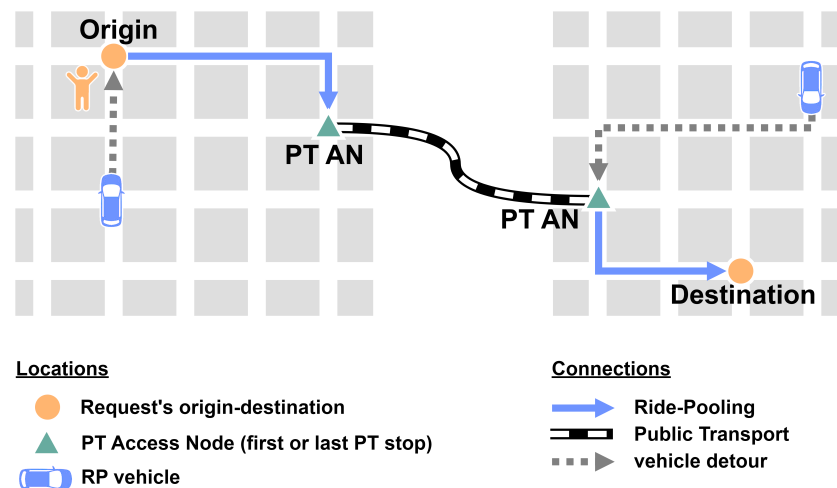 Origin
PT AN
PT AN
Destination
Locations
Request's origin-destination
PT Access Node (first or last PT stop)
RP vehicle
Connections
Ride-Pooling
Public Transport
vehicle detour